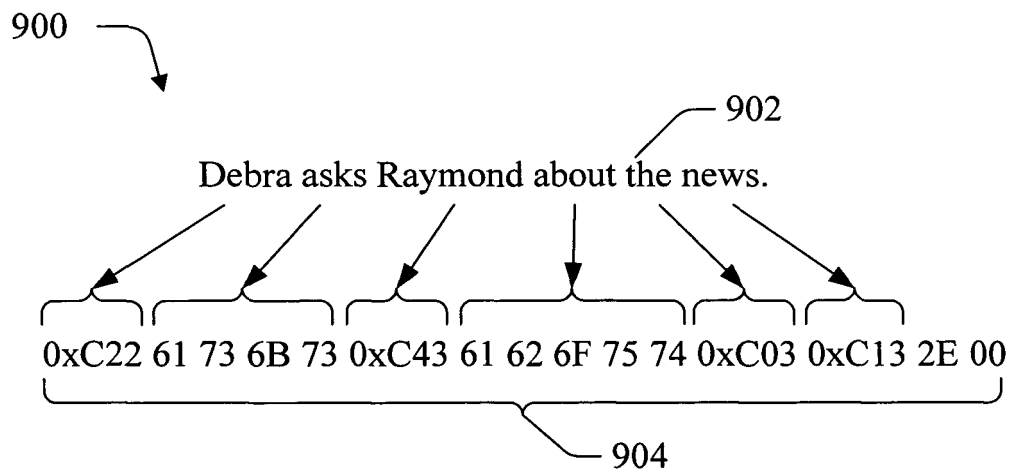 900
902
Debra asks Raymond about the news.
0xC22 61 73 6B 73 0xC43 61 62 6F 75 74 0xC03 0xC13 2E 00
904